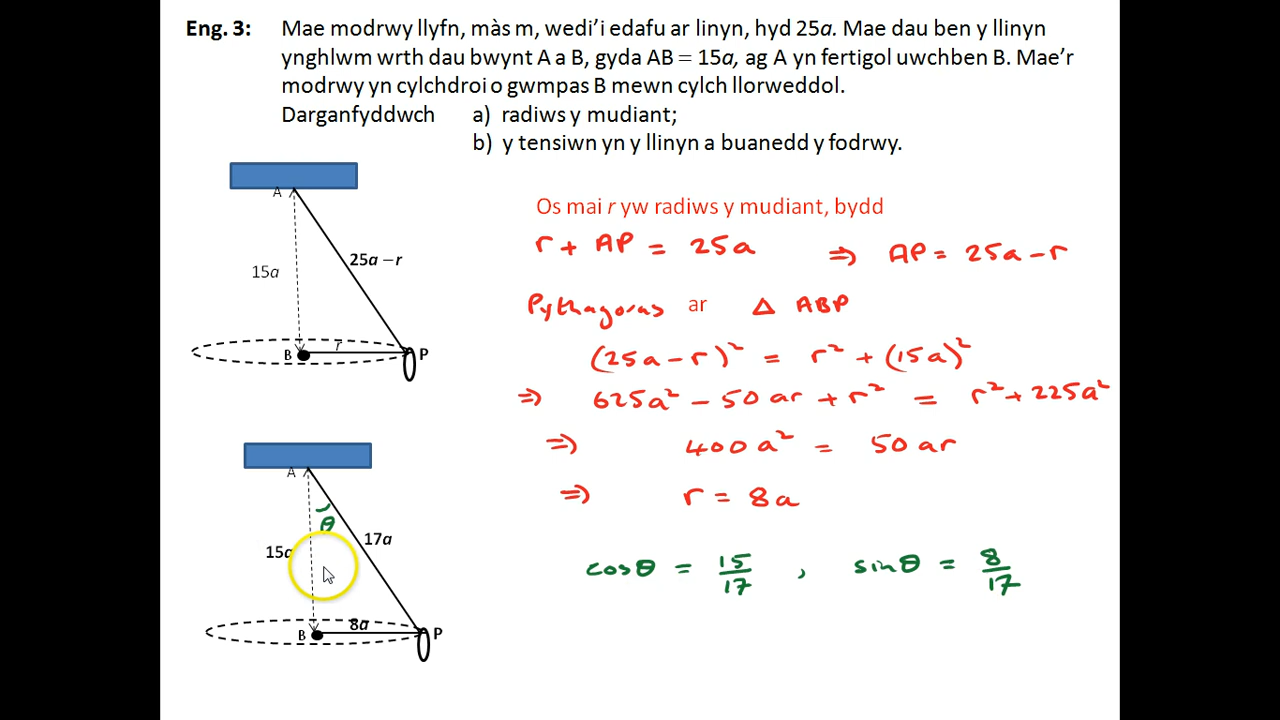 Eng. 3: Mae modrwy llyfn, màs m, wedi’i edafu ar linyn, hyd 25a. Mae dau ben y llinyn
ynghlwm wrth dau bwynt A a B, gyda AB = 15a, ag A yn fertigol uwchben B. Mae’r
modrwy yn cylchdroi o gwmpas B mewn cylch llorweddol.
Darganfyddwch a) radiws y mudiant;
b) y tensiwn yn y llinyn a buanedd y fodrwy.
A
15a
25a – r
B
r
P
Os mai r yw radiws y mudiant, bydd
r + AP = 25a ⇒ AP = 25a – r
Pythagoras ar Δ ABP
(25a – r)² = r² + (15a)²
⇒ 625a² – 50ar + r² = r² + 225a²
⇒ 400a² = 50ar
⇒ r = 8a
A
θ
15a
17a
B
8a
P
cosθ = 15/17 , sinθ = 8/17